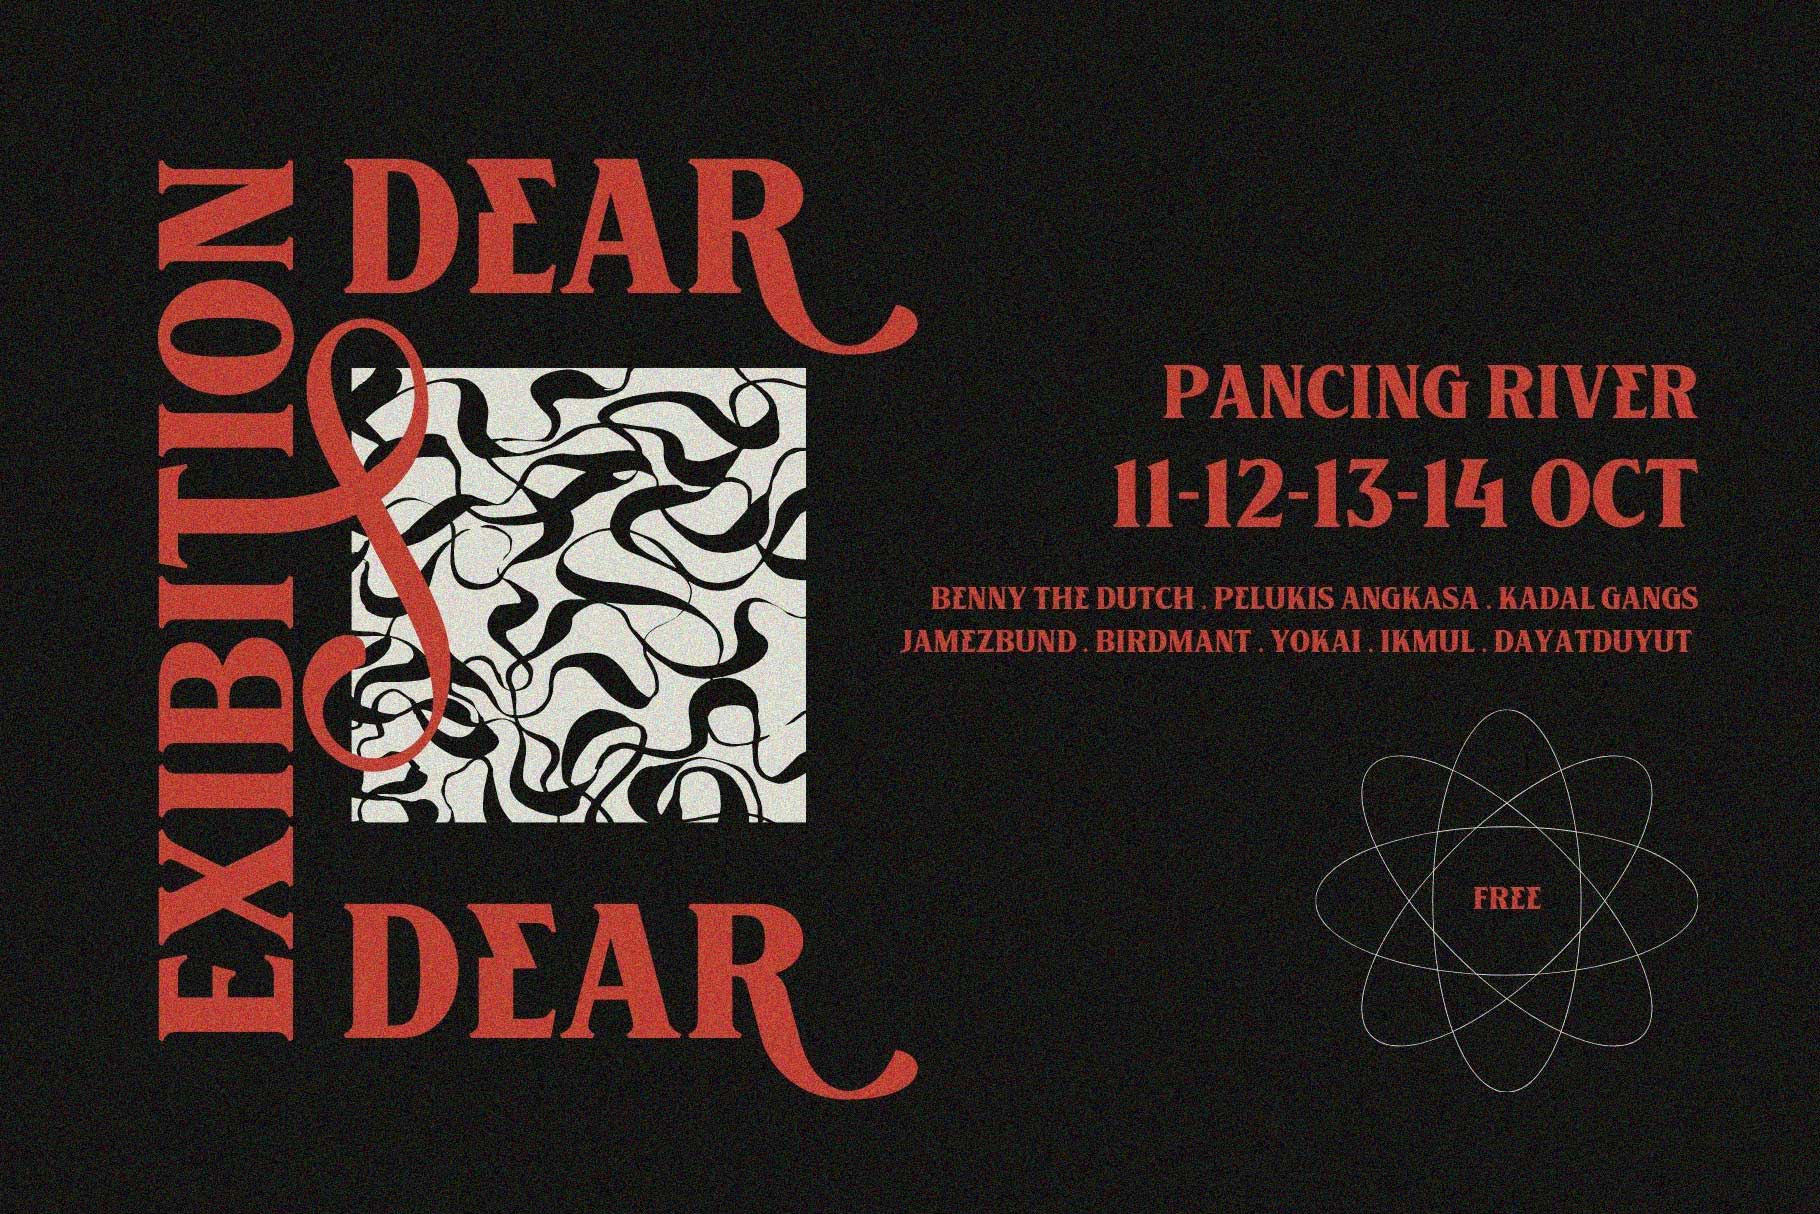 EXIBITION
DEAR
DEAR
PANCING RIVER
11-12-13-14 OCT
BENNY THE DUTCH . PELUKIS ANGKASA . KADAL GANGS
JAMEZBUND . BIRDMANT . YOKAI . IKMUL . DAYATDUYUT
FREE